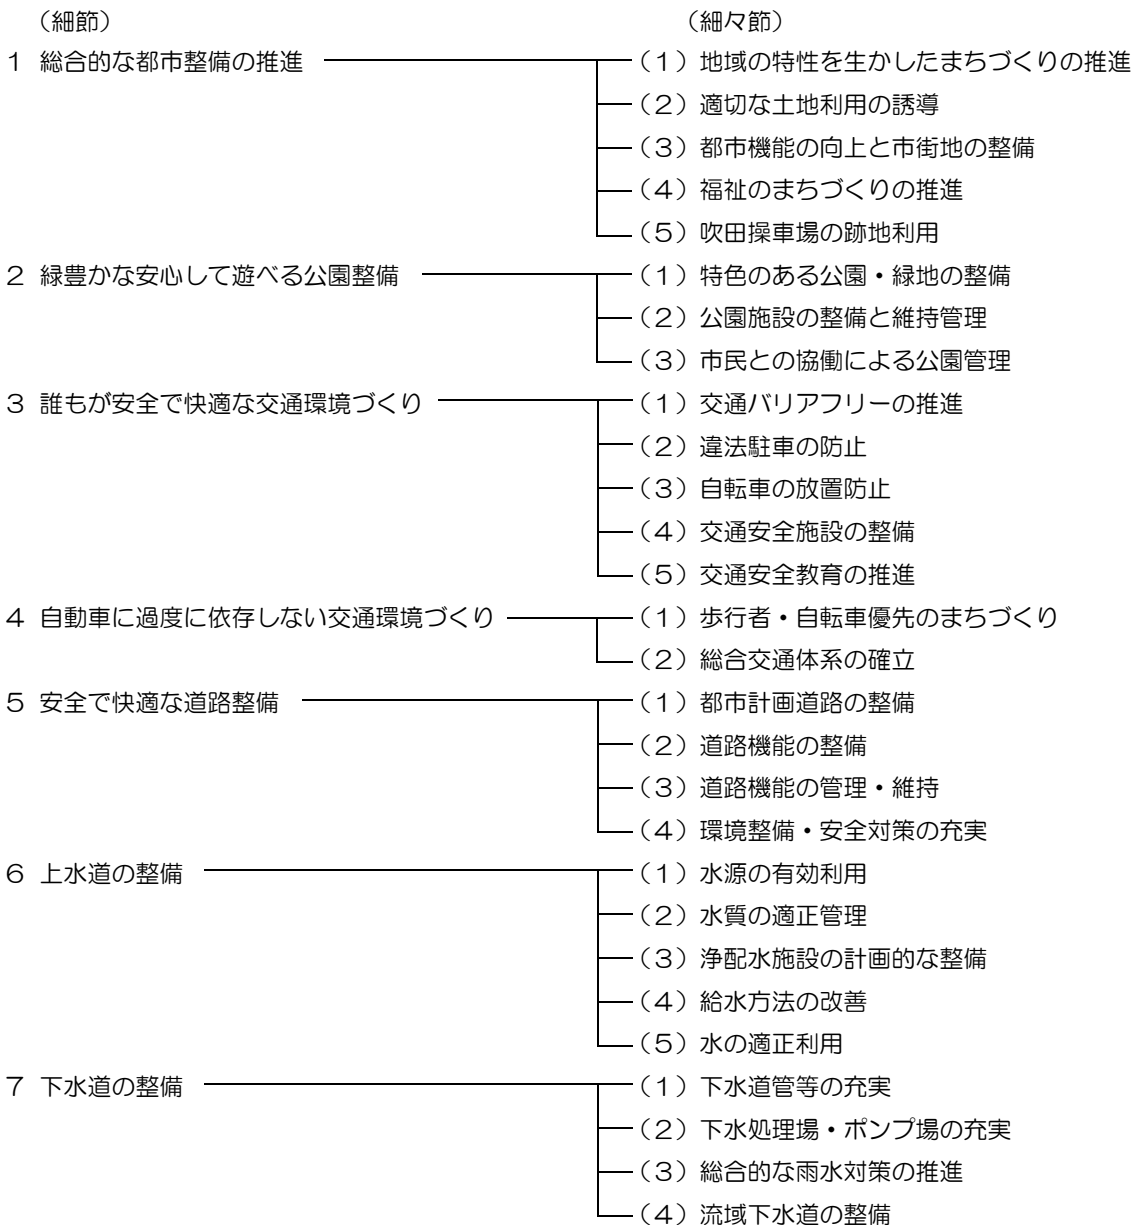 （細節） （細々節）
１ 総合的な都市整備の推進 （１）地域の特性を生かしたまちづくりの推進
（２）適切な土地利用の誘導
（３）都市機能の向上と市街地の整備
（４）福祉のまちづくりの推進
（５）吹田操車場の跡地利用
２ 緑豊かな安心して遊べる公園整備 （１）特色のある公園・緑地の整備
（２）公園施設の整備と維持管理
（３）市民との協働による公園管理
３ 誰もが安全で快適な交通環境づくり （１）交通バリアフリーの推進
（２）違法駐車の防止
（３）自転車の放置防止
（４）交通安全施設の整備
（５）交通安全教育の推進
４ 自動車に過度に依存しない交通環境づくり （１）歩行者・自転車優先のまちづくり
（２）総合交通体系の確立
５ 安全で快適な道路整備 （１）都市計画道路の整備
（２）道路機能の整備
（３）道路機能の管理・維持
（４）環境整備・安全対策の充実
６ 上水道の整備 （１）水源の有効利用
（２）水質の適正管理
（３）浄配水施設の計画的な整備
（４）給水方法の改善
（５）水の適正利用
７ 下水道の整備 （１）下水道管等の充実
（２）下水処理場・ポンプ場の充実
（３）総合的な雨水対策の推進
（４）流域下水道の整備